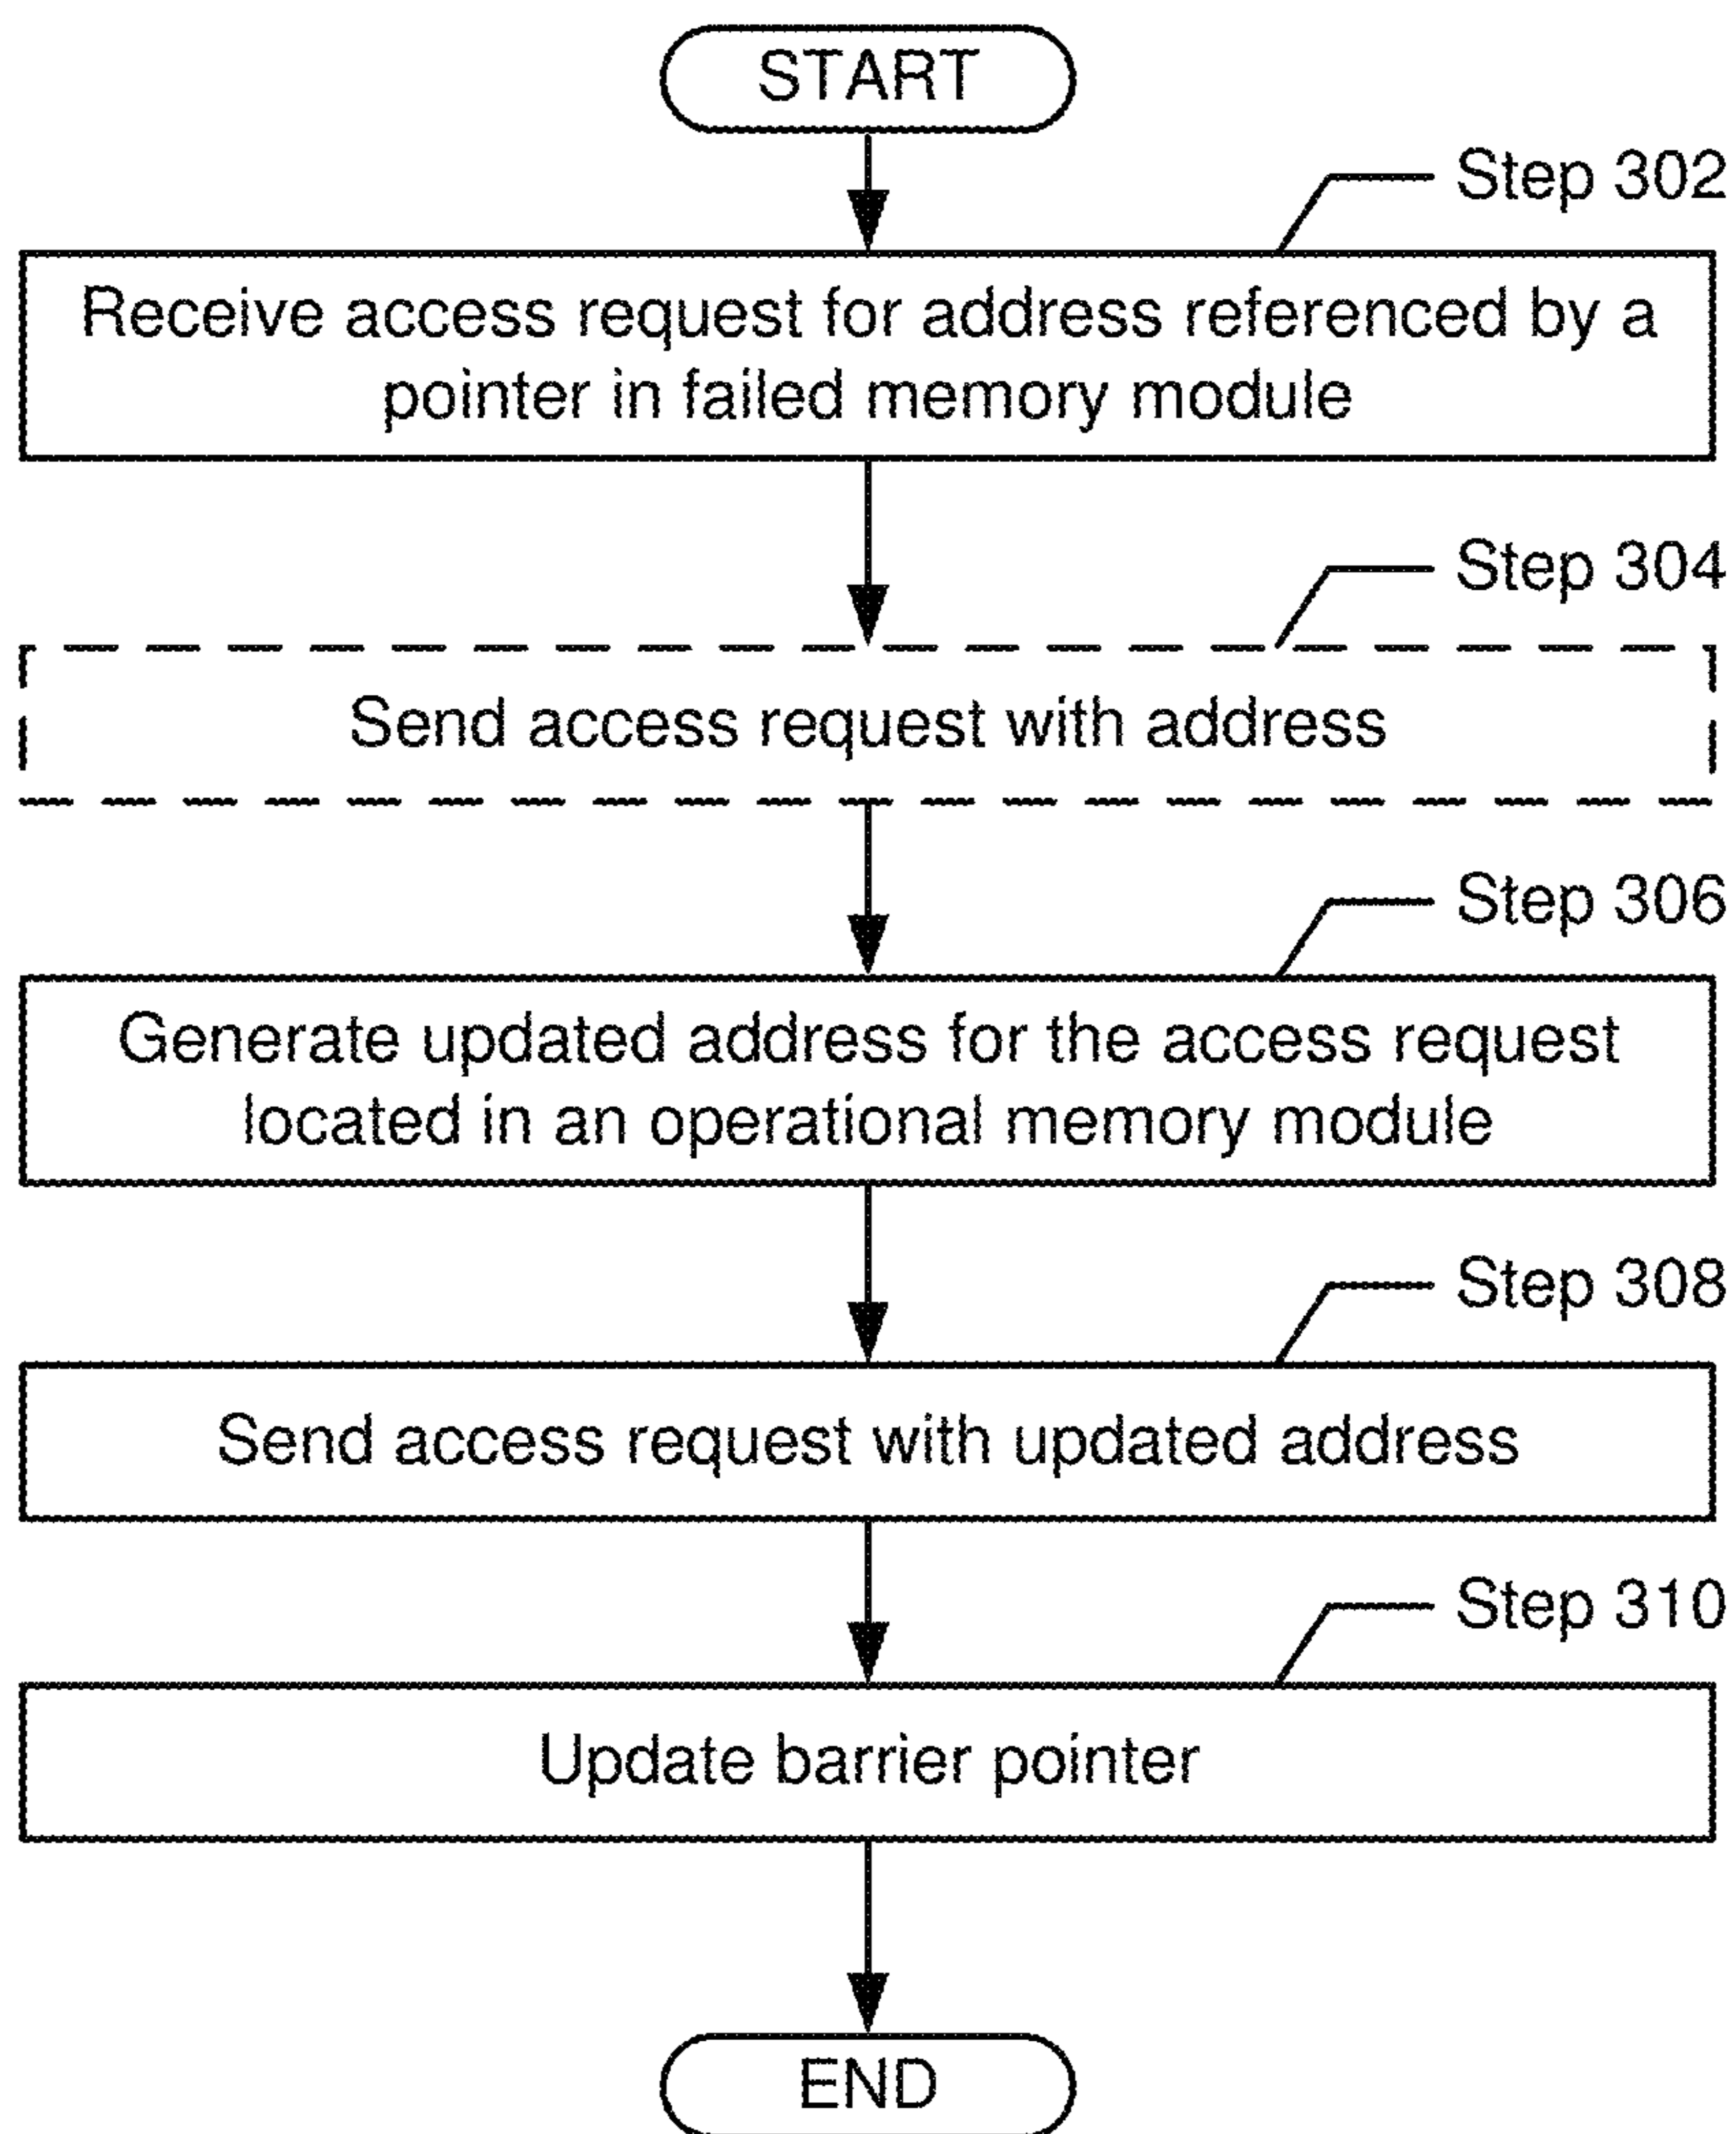 START
Step 302
Receive access request for address referenced by a
pointer in failed memory module
Step 304
Send access request with address
Step 306
Generate updated address for the access request
located in an operational memory module
Step 308
Send access request with updated address
Step 310
Update barrier pointer
END